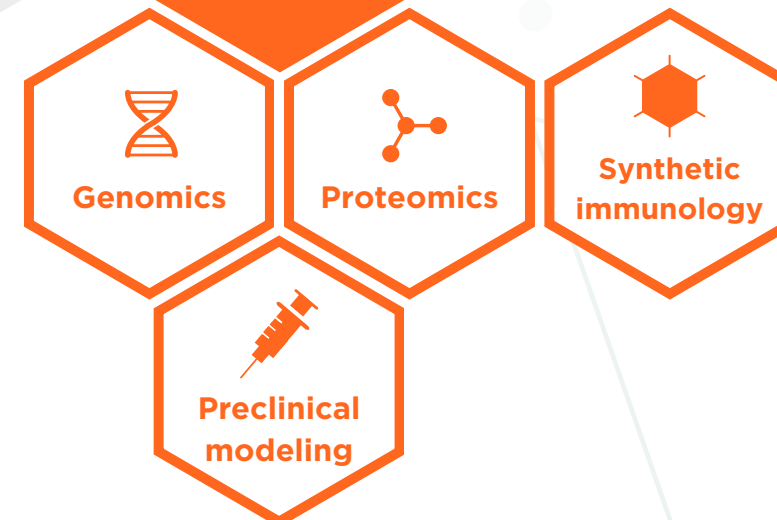 Genomics
Proteomics
Synthetic
immunology
Preclinical
modeling